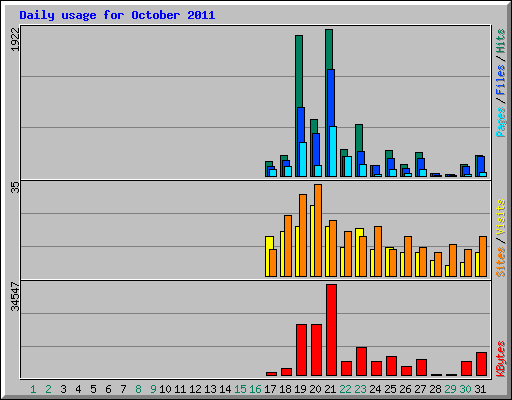 Daily usage for October 2011
1922
Pages/Files/Hits
35
Sites/Visits
34547
KBytes
1 2 3 4 5 6 7 8 9 10 11 12 13 14 15 16 17 18 19 20 21 22 23 24 25 26 27 28 29 30 31